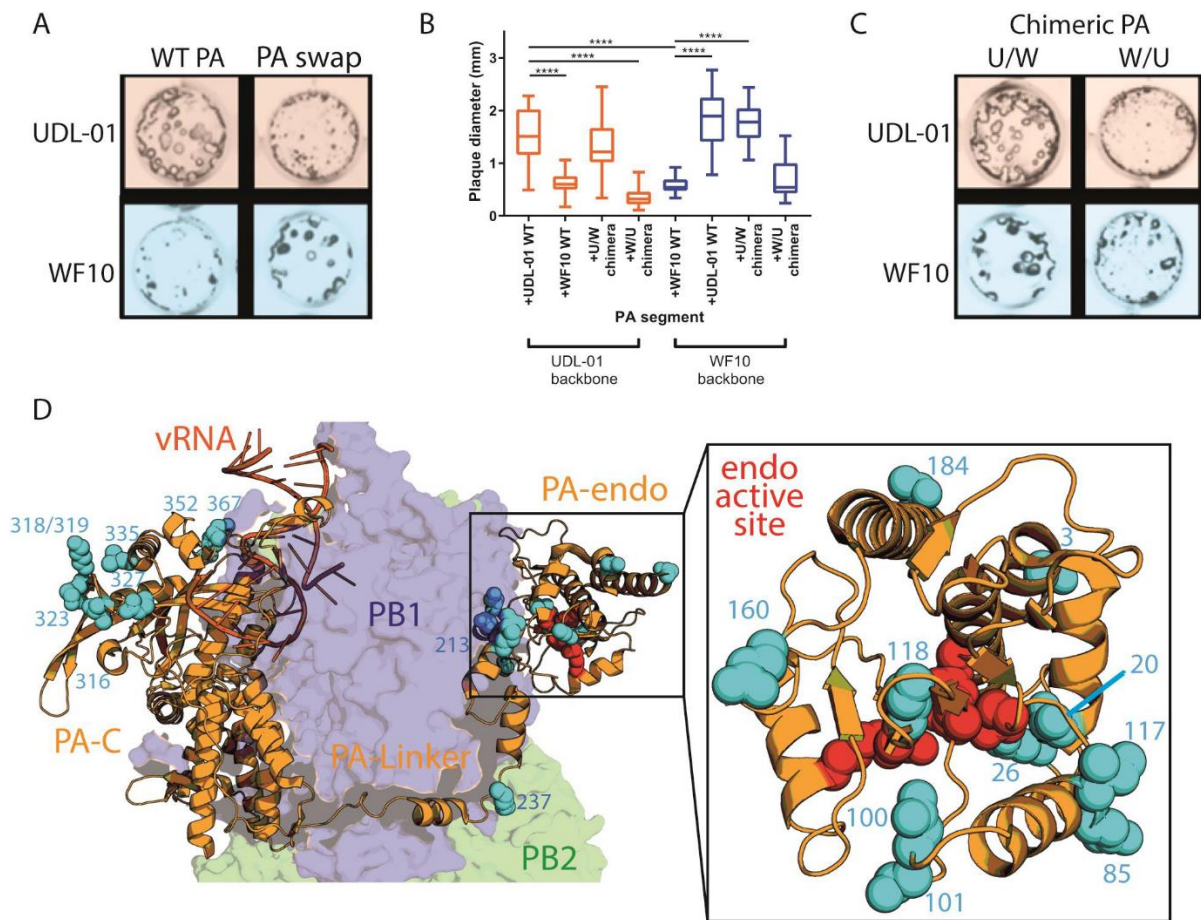 A
WT PA PA swap
UDL-01
WF10
B
**** ****
**** ****
****
Plaque diameter (mm)
3
2
1
0
+UDL-01 WT
+WF10 WT
+U/W chimera
+W/U chimera
+WF10 WT
+UDL-01 WT
+U/W chimera
+W/U chimera
PA segment
UDL-01 backbone
WF10 backbone
C
Chimeric PA
U/W W/U
UDL-01
WF10
D
vRNA
318/319
335
352
367
327
323
316
PA-C
PB1
PA-Linker
PB2
213
237
PA-endo
endo
active
site
184
3
160
118
20
117
26
100
101
85